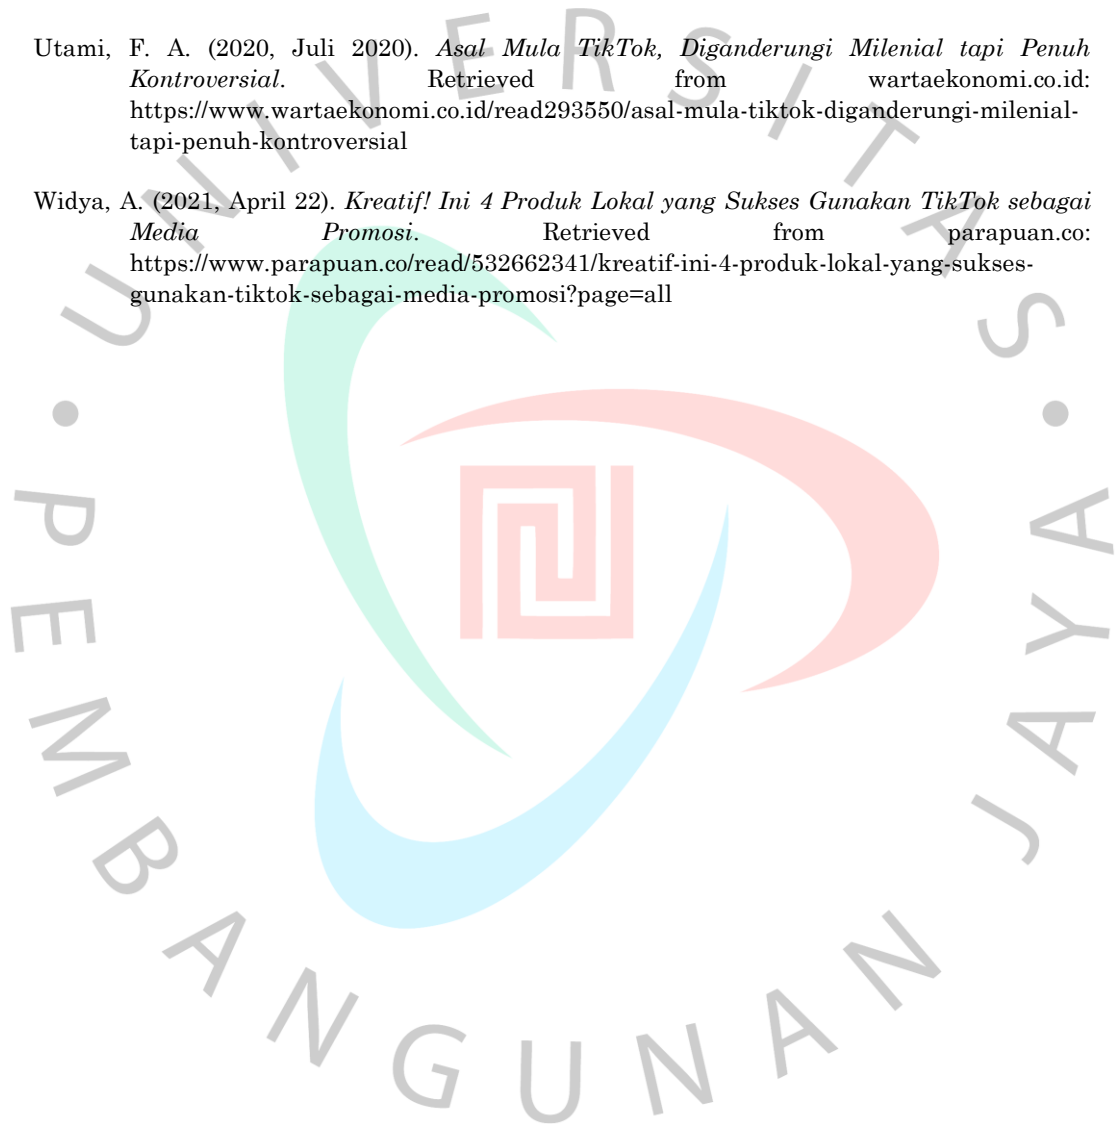 Utami, F. A. (2020, Juli 2020). Asal Mula TikTok, Diganderungi Milenial tapi Penuh
Kontroversial. Retrieved from wartaekonomi.co.id:
https://www.wartaekonomi.co.id/read293550/asal-mula-tiktok-diganderungi-milenial-
tapi-penuh-kontroversial
Widya, A. (2021, April 22). Kreatif! Ini 4 Produk Lokal yang Sukses Gunakan TikTok sebagai
Media Promosi. Retrieved from parapuan.co:
https://www.parapuan.co/read/532662341/kreatif-ini-4-produk-lokal-yang-sukses-
gunakan-tiktok-sebagai-media-promosi?page=all
UNIVERSITAS
• PEMBANGUNAN JAYA •